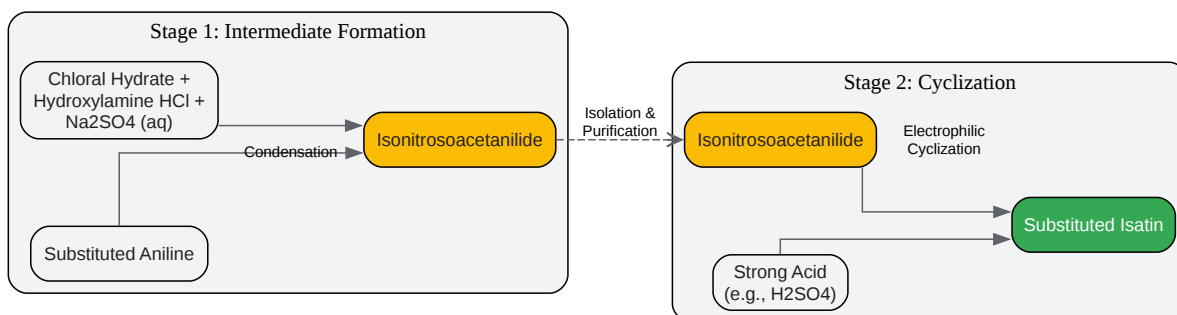 Stage 1: Intermediate Formation
Chloral Hydrate +
Hydroxylamine HCl +
Na2SO4 (aq)
Condensation
Isonitrosoacetanilide
Substituted Aniline
Isolation &
Purification
Stage 2: Cyclization
Isonitrosoacetanilide
Electrophilic
Cyclization
Substituted Isatin
Strong Acid
(e.g., H2SO4)